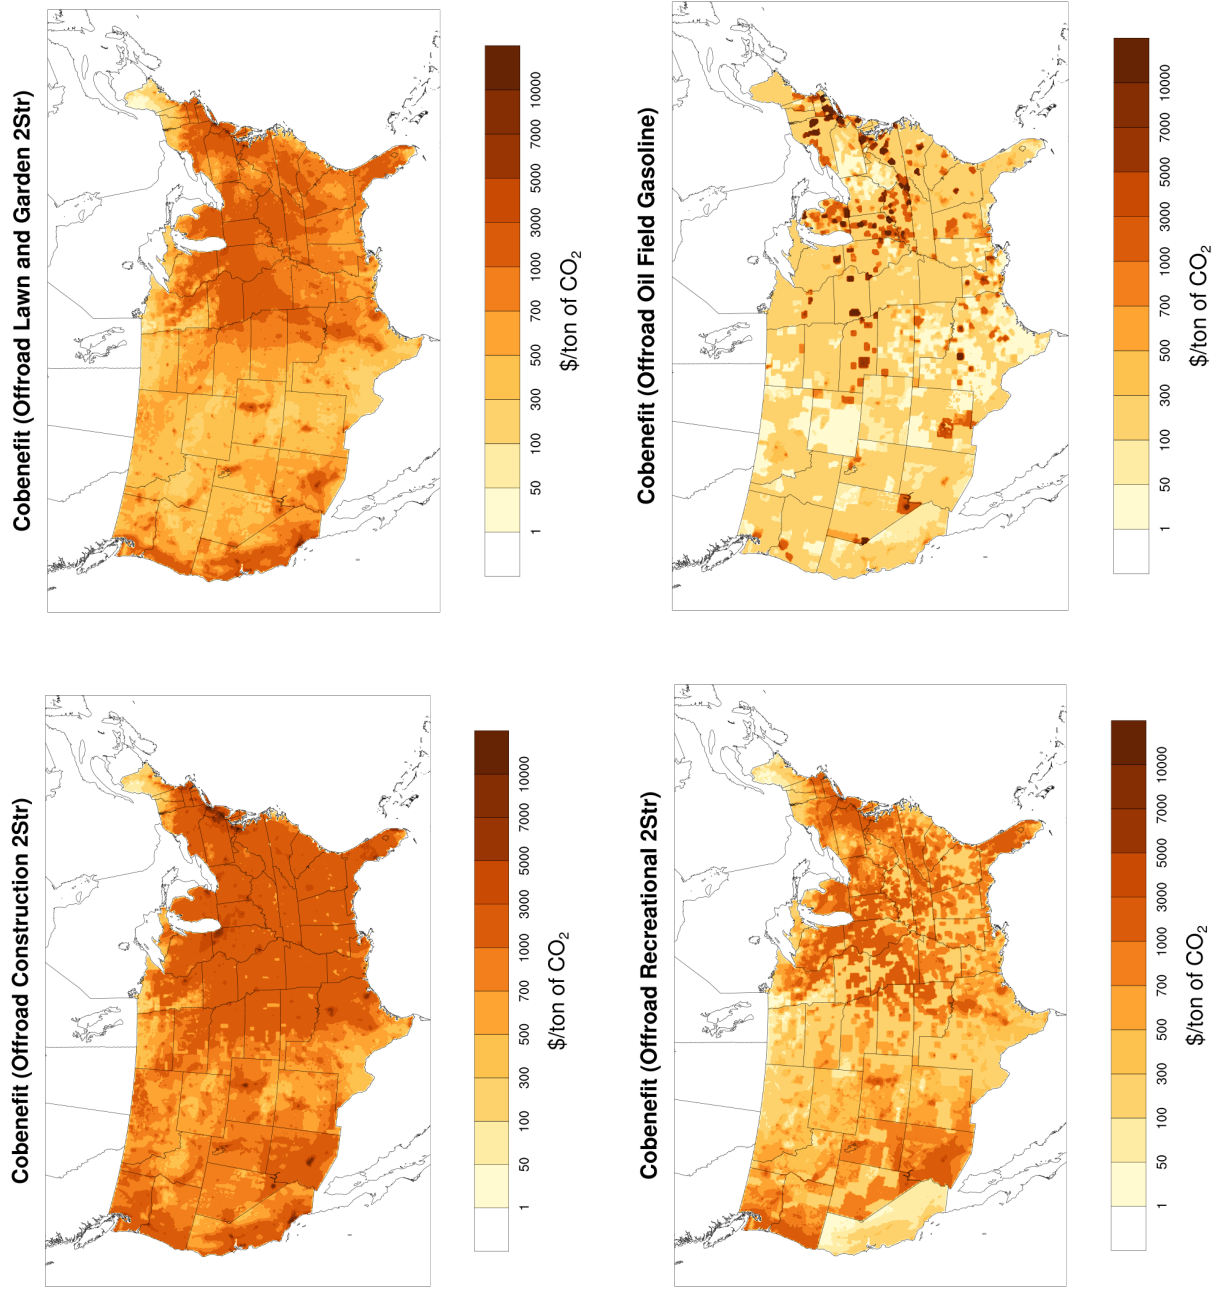 Cobenefit (Offroad Construction 2Str)
1 50 100 300 500 700 1000 3000 5000 7000 10000
$/ton of CO₂
Cobenefit (Offroad Lawn and Garden 2Str)
1 50 100 300 500 700 1000 3000 5000 7000 10000
$/ton of CO₂
Cobenefit (Offroad Recreational 2Str)
1 50 100 300 500 700 1000 3000 5000 7000 10000
$/ton of CO₂
Cobenefit (Offroad Oil Field Gasoline)
1 50 100 300 500 700 1000 3000 5000 7000 10000
$/ton of CO₂